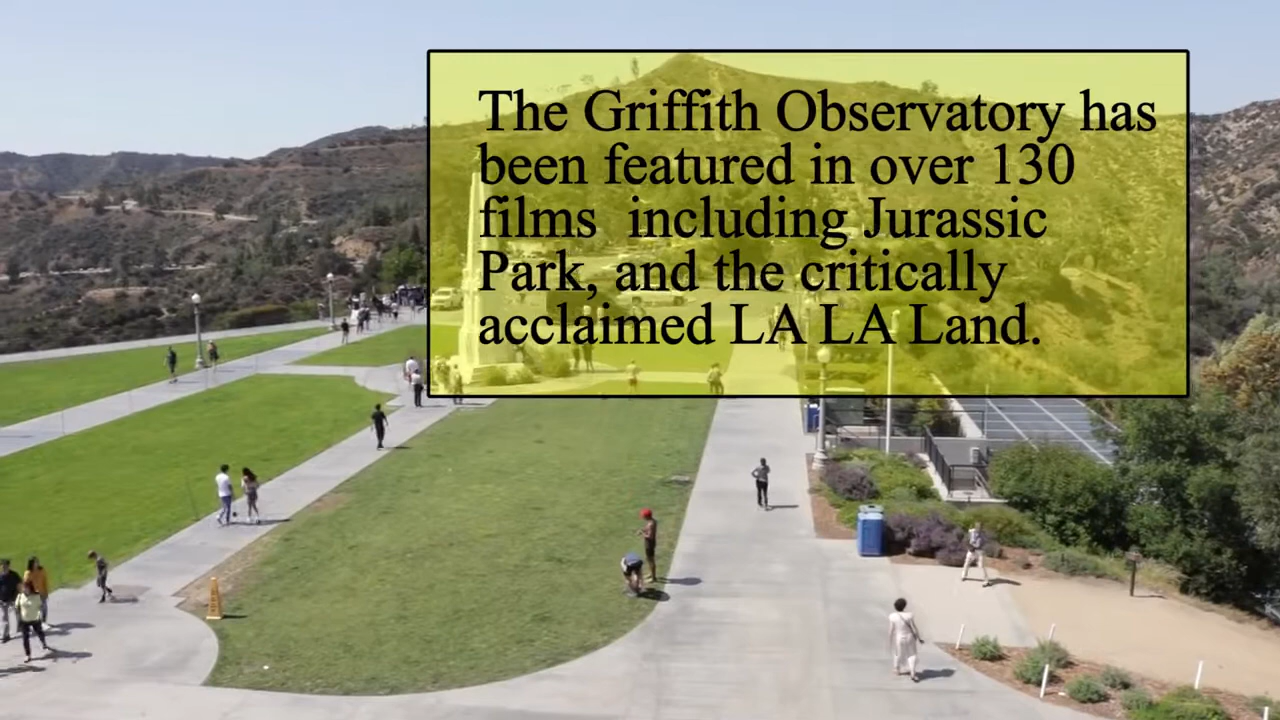 The Griffith Observatory has
been featured in over 130
films  including Jurassic
Park, and the critically
acclaimed LA LA Land.